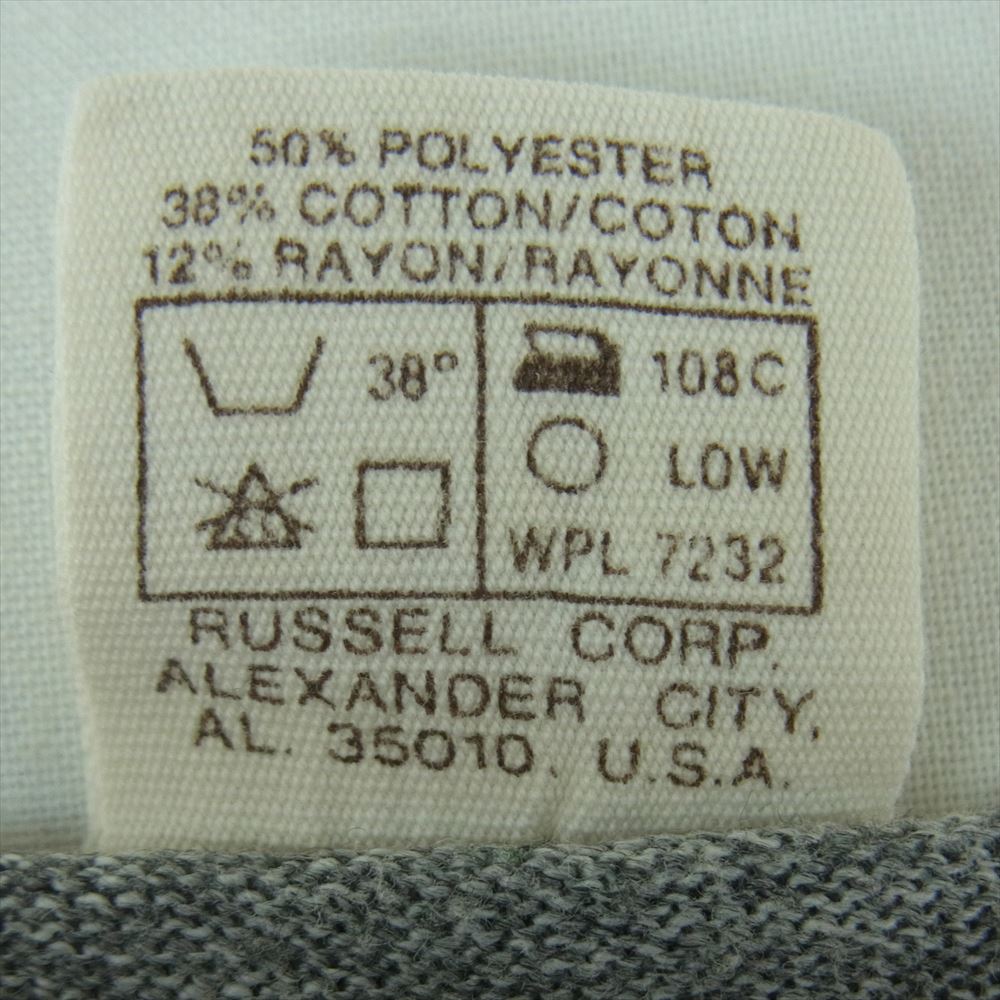 50% POLYESTER
38% COTTON/COTON
12% RAYON/RAYONNE
38°
108C
LOW
WPL 7232
RUSSELL CORP.
ALEXANDER CITY,
AL. 35010. U.S.A.